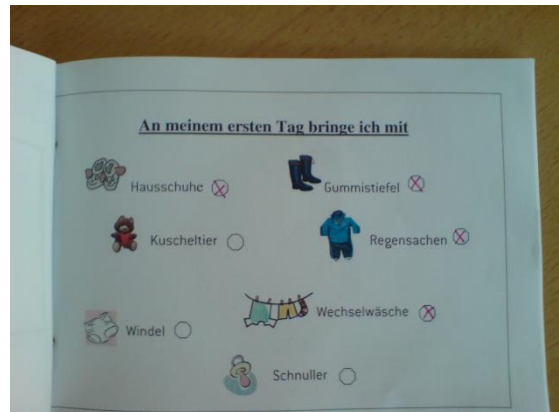 An meinem ersten Tag bringe ich mit
Hausschuhe
Gummistiefel
Kuscheltier
Regensachen
Wechselwäsche
Windel
Schnuller